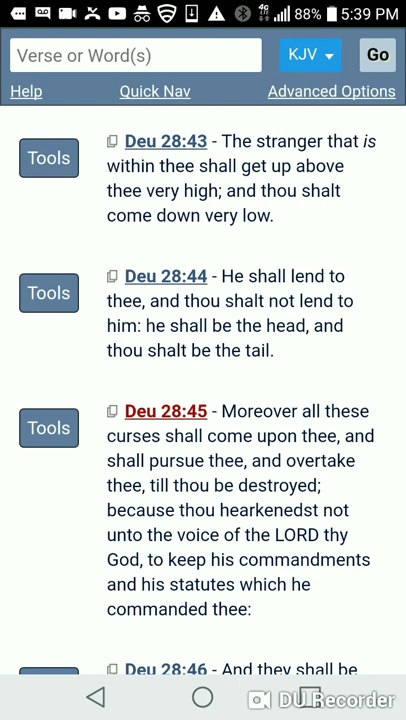 88% 5:39 PM
Verse or Word(s) KJV Go
Help Quick Nav Advanced Options
Tools
Deu 28:43 - The stranger that is
within thee shall get up above
thee very high; and thou shalt
come down very low.
Tools
Deu 28:44 - He shall lend to
thee, and thou shalt not lend to
him: he shall be the head, and
thou shalt be the tail.
Tools
Deu 28:45 - Moreover all these
curses shall come upon thee, and
shall pursue thee, and overtake
thee, till thou be destroyed;
because thou hearkenedst not
unto the voice of the LORD thy
God, to keep his commandments
and his statutes which he
commanded thee:
Deu 28:46 - And they shall be
DU Recorder